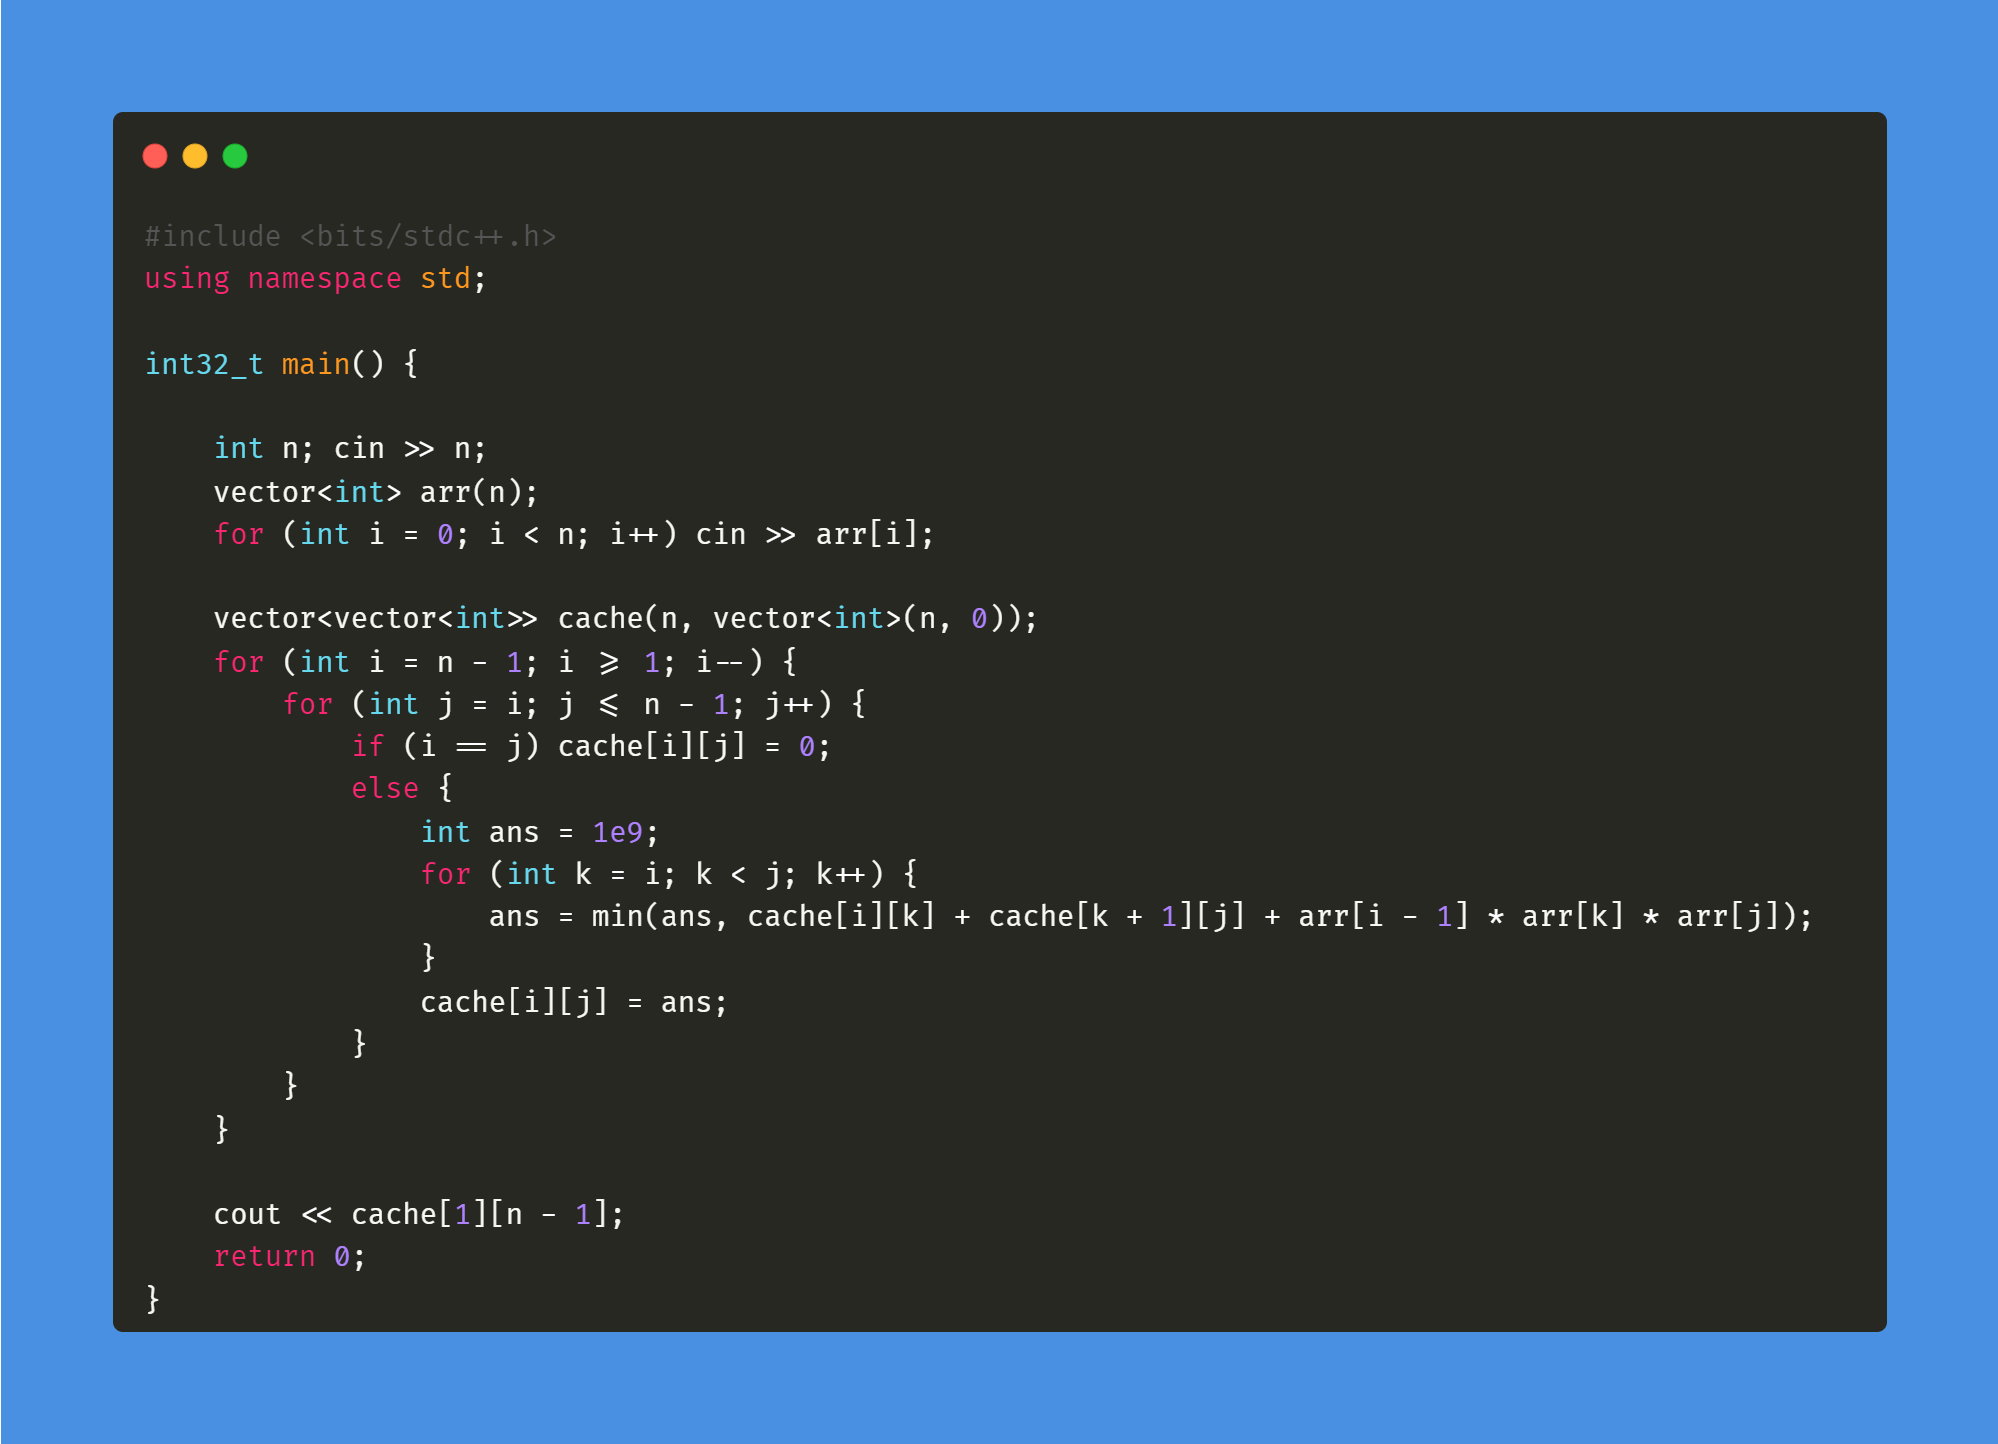 #include <bits/stdc++.h>
using namespace std;
int32_t main() {
int n; cin >> n;
vector<int> arr(n);
for (int i = 0; i < n; i++) cin >> arr[i];
vector<vector<int>> cache(n, vector<int>(n, 0));
for (int i = n - 1; i >= 1; i--) {
for (int j = i; j <= n - 1; j++) {
if (i == j) cache[i][j] = 0;
else {
int ans = 1e9;
for (int k = i; k < j; k++) {
ans = min(ans, cache[i][k] + cache[k + 1][j] + arr[i - 1] * arr[k] * arr[j]);
}
cache[i][j] = ans;
}
}
}
cout << cache[1][n - 1];
return 0;
}